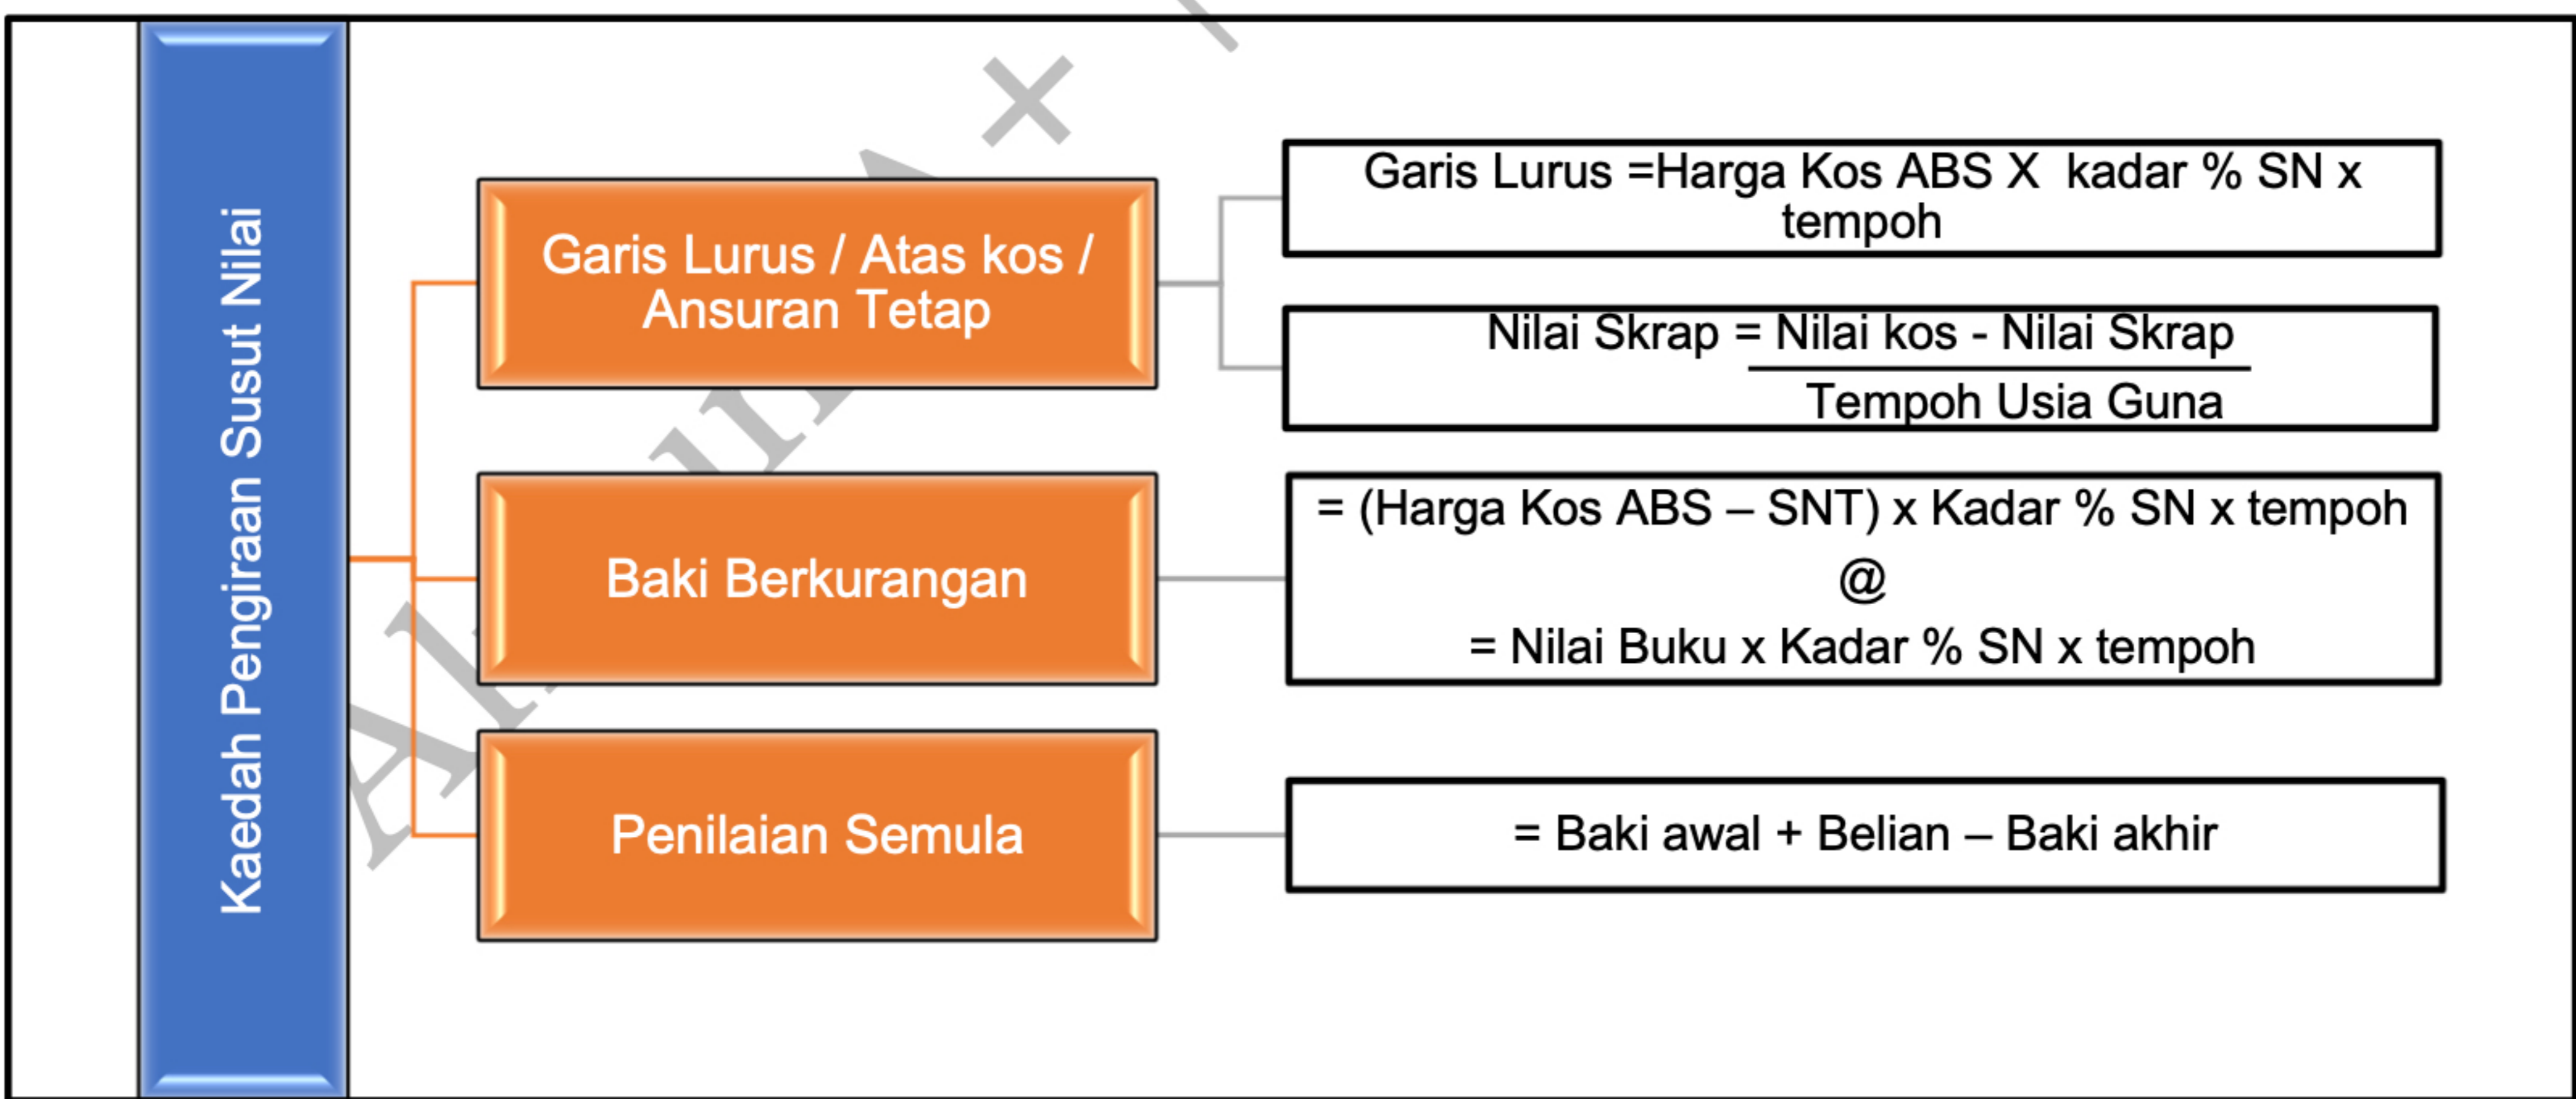 Kaedah Pengiraan Susut Nilai
Garis Lurus / Atas kos /
Ansuran Tetap
Garis Lurus =Harga Kos ABS X kadar % SN x
tempoh
Nilai Skrap = Nilai kos - Nilai Skrap
Tempoh Usia Guna
Baki Berkurangan
= (Harga Kos ABS – SNT) x Kadar % SN x tempoh
@
= Nilai Buku x Kadar % SN x tempoh
Penilaian Semula
= Baki awal + Belian – Baki akhir